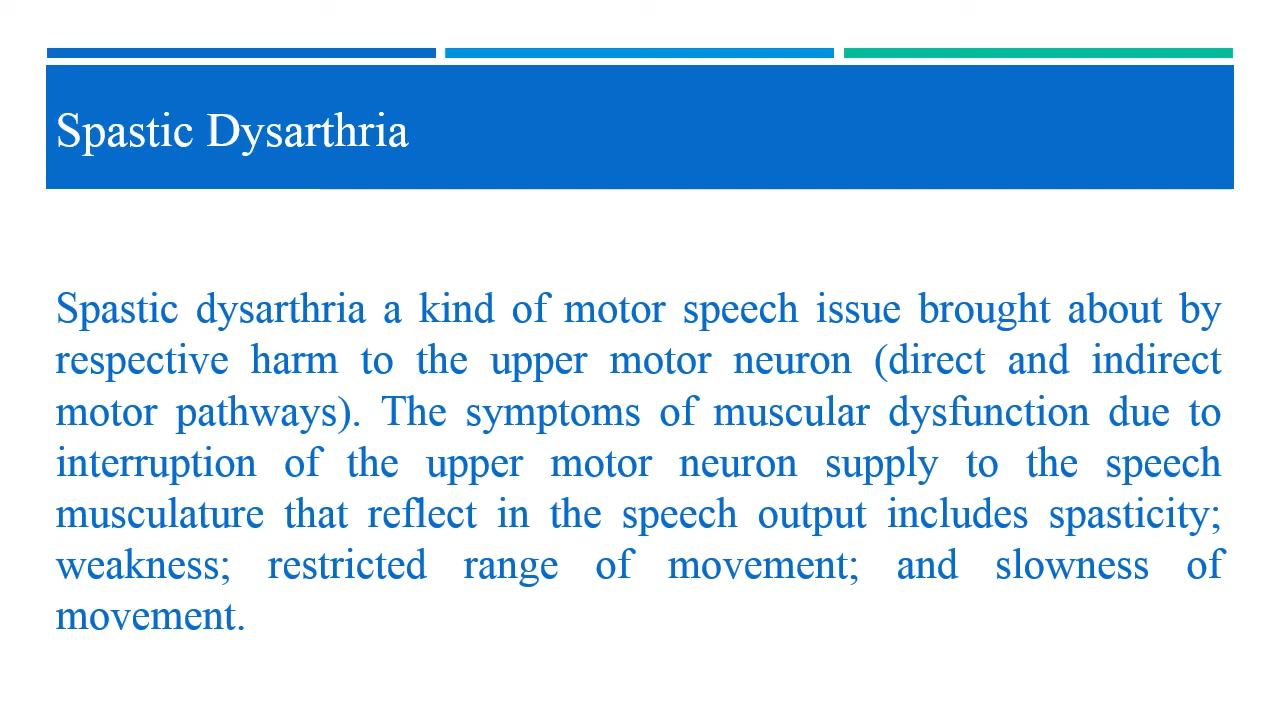 Spastic Dysarthria
Spastic dysarthria a kind of motor speech issue brought about by
respective harm to the upper motor neuron (direct and indirect
motor pathways). The symptoms of muscular dysfunction due to
interruption of the upper motor neuron supply to the speech
musculature that reflect in the speech output includes spasticity;
weakness; restricted range of movement; and slowness of
movement.